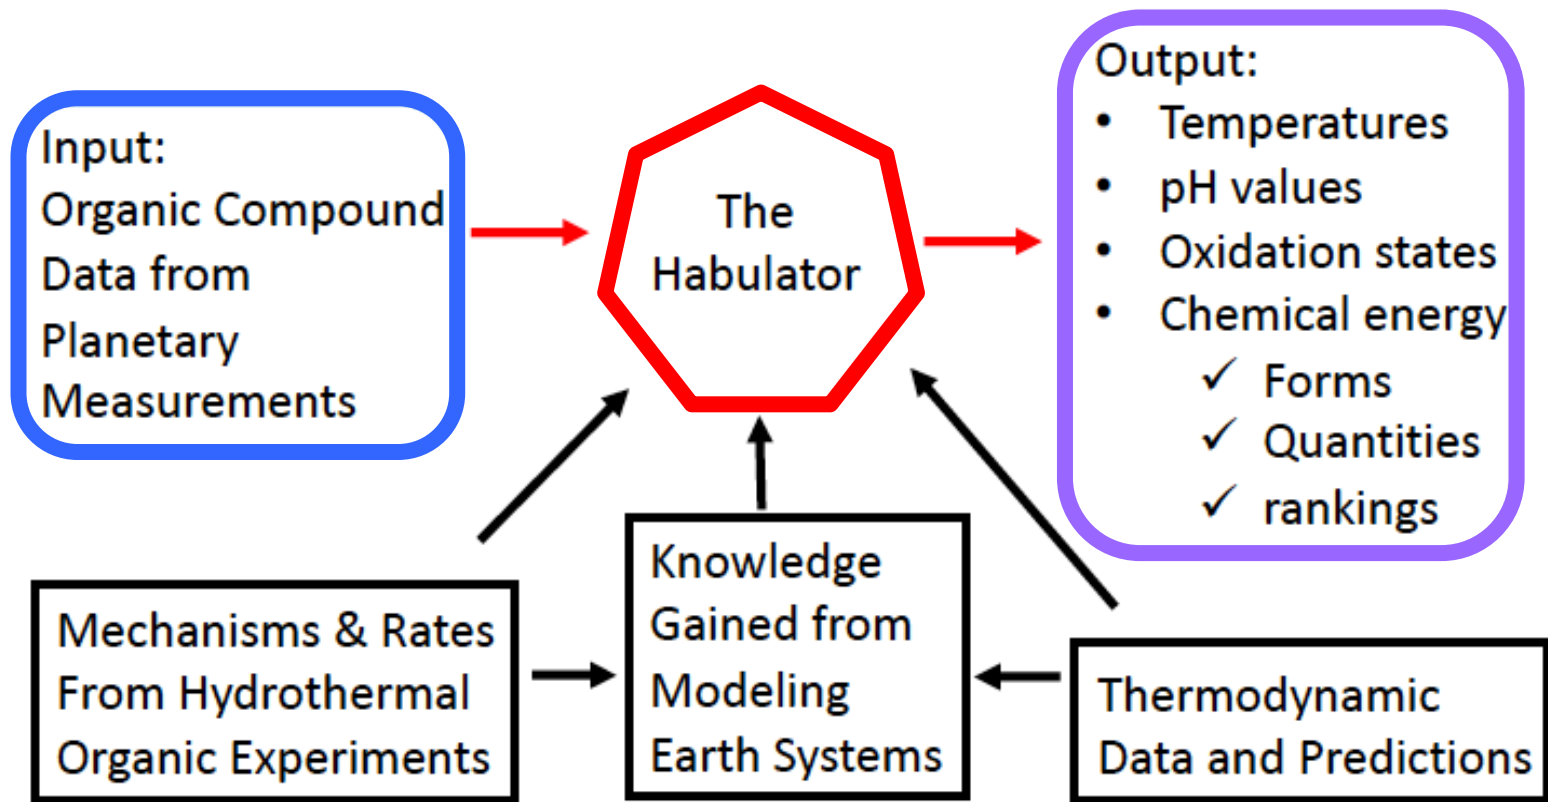 Input:
Organic Compound
Data from
Planetary
Measurements
The
Habulator
Output:
• Temperatures
• pH values
• Oxidation states
• Chemical energy
✓ Forms
✓ Quantities
✓ rankings
Mechanisms & Rates
From Hydrothermal
Organic Experiments
Knowledge
Gained from
Modeling
Earth Systems
Thermodynamic
Data and Predictions